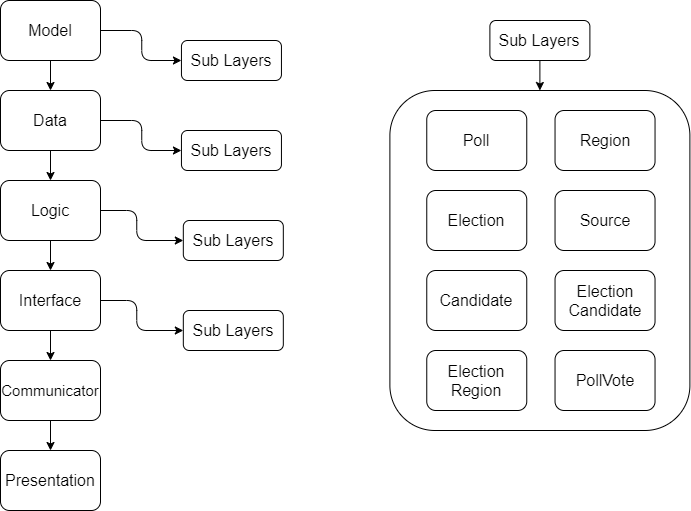 Model
Sub Layers
Data
Sub Layers
Logic
Sub Layers
Interface
Sub Layers
Communicator
Presentation
Sub Layers
Poll
Region
Election
Source
Candidate
Election
Candidate
Election
Region
PollVote